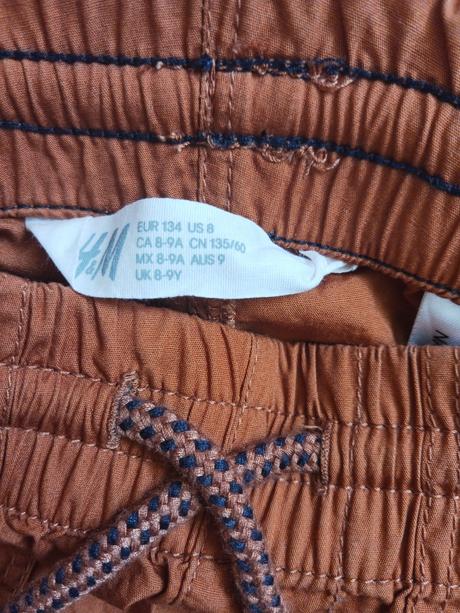 H&M
EUR 134 US 8
CA 8-9A CN 135/60
MX 8-9A AUS 9
UK 8-9Y